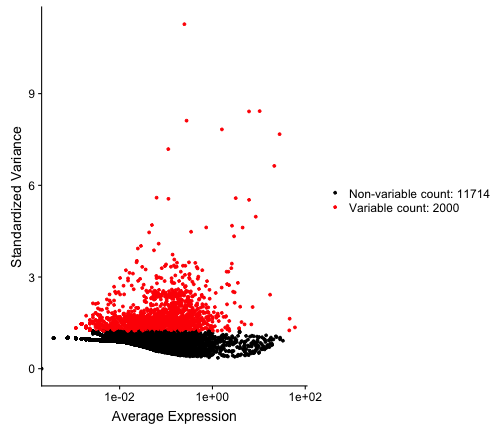 9
6
3
0
Standardized Variance
1e-02
1e+00
1e+02
Average Expression
Non-variable count: 11714
Variable count: 2000